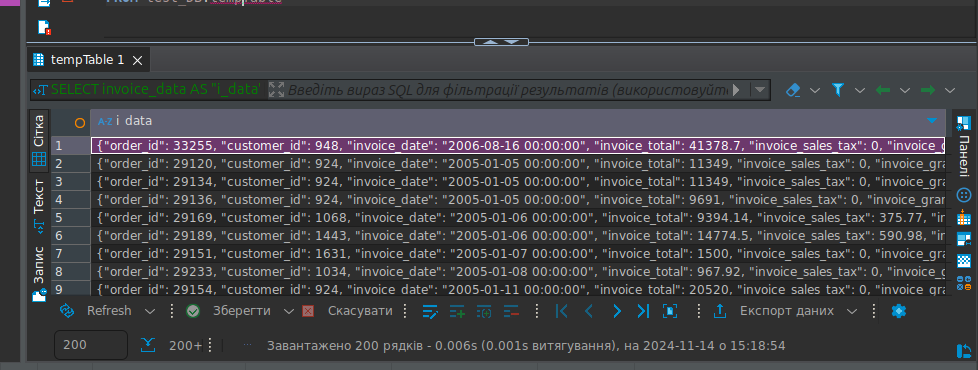 tempTable 1
SELECT invoice_data AS "i_data" Введіть вираз SQL для фільтрації результатів (використовуйте
Сітка
Текст
Запис
A-Z i_data
1 {"order_id": 33255, "customer_id": 948, "invoice_date": "2006-08-16 00:00:00", "invoice_total": 41378.7, "invoice_sales_tax": 0, "invoice_g
2 {"order_id": 29120, "customer_id": 924, "invoice_date": "2005-01-05 00:00:00", "invoice_total": 11349, "invoice_sales_tax": 0, "invoice_gra
3 {"order_id": 29134, "customer_id": 924, "invoice_date": "2005-01-05 00:00:00", "invoice_total": 11349, "invoice_sales_tax": 0, "invoice_gra
4 {"order_id": 29136, "customer_id": 924, "invoice_date": "2005-01-05 00:00:00", "invoice_total": 9691, "invoice_sales_tax": 0, "invoice_gran
5 {"order_id": 29169, "customer_id": 1068, "invoice_date": "2005-01-06 00:00:00", "invoice_total": 9394.14, "invoice_sales_tax": 375.77, "in
6 {"order_id": 29189, "customer_id": 1443, "invoice_date": "2005-01-06 00:00:00", "invoice_total": 14774.5, "invoice_sales_tax": 590.98, "in
7 {"order_id": 29151, "customer_id": 1631, "invoice_date": "2005-01-07 00:00:00", "invoice_total": 1500, "invoice_sales_tax": 0, "invoice_gra
8 {"order_id": 29233, "customer_id": 1034, "invoice_date": "2005-01-08 00:00:00", "invoice_total": 967.92, "invoice_sales_tax": 0, "invoice_g
9 {"order_id": 29154, "customer_id": 924, "invoice_date": "2005-01-11 00:00:00", "invoice_total": 20520, "invoice_sales_tax": 0, "invoice_gra
Панелі
Refresh Зберегти Скасувати Експорт даних
200 200+ Завантажено 200 рядків - 0.006s (0.001s витягування), на 2024-11-14 о 15:18:54